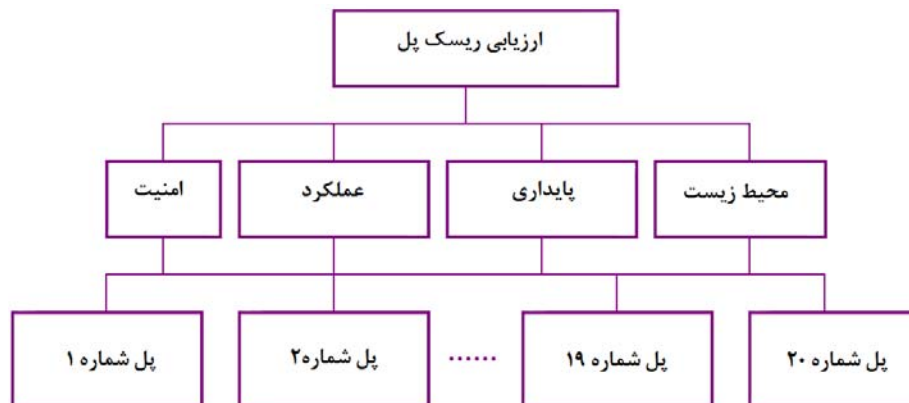 ارزیابی ریسک پل
محیط زیست
پایداری
عملکرد
امنیت
پل شماره ۱
پل شماره۲
......
پل شماره ۱۹
پل شماره ۲۰